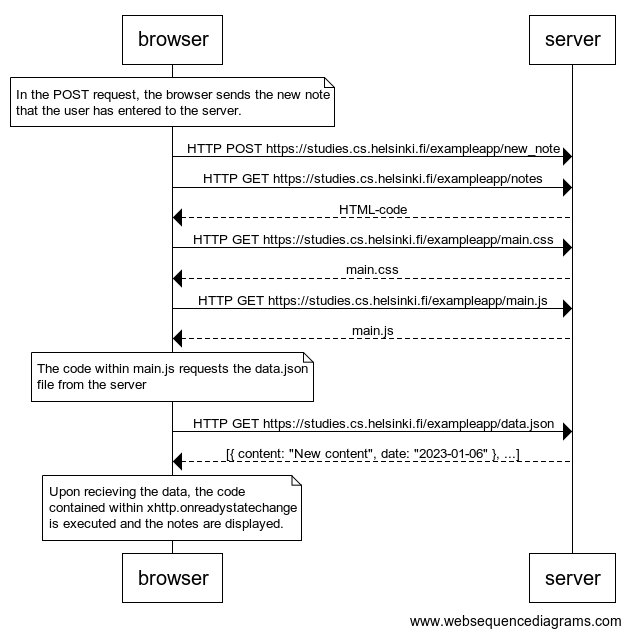 browser
server
In the POST request, the browser sends the new note
that the user has entered to the server.
HTTP POST https://studies.cs.helsinki.fi/exampleapp/new_note
HTTP GET https://studies.cs.helsinki.fi/exampleapp/notes
HTML-code
HTTP GET https://studies.cs.helsinki.fi/exampleapp/main.css
main.css
HTTP GET https://studies.cs.helsinki.fi/exampleapp/main.js
main.js
The code within main.js requests the data.json
file from the server
HTTP GET https://studies.cs.helsinki.fi/exampleapp/data.json
[{ content: "New content", date: "2023-01-06" }, ...]
Upon recieving the data, the code
contained within xhttp.onreadystatechange
is executed and the notes are displayed.
browser
server
www.websequencediagrams.com